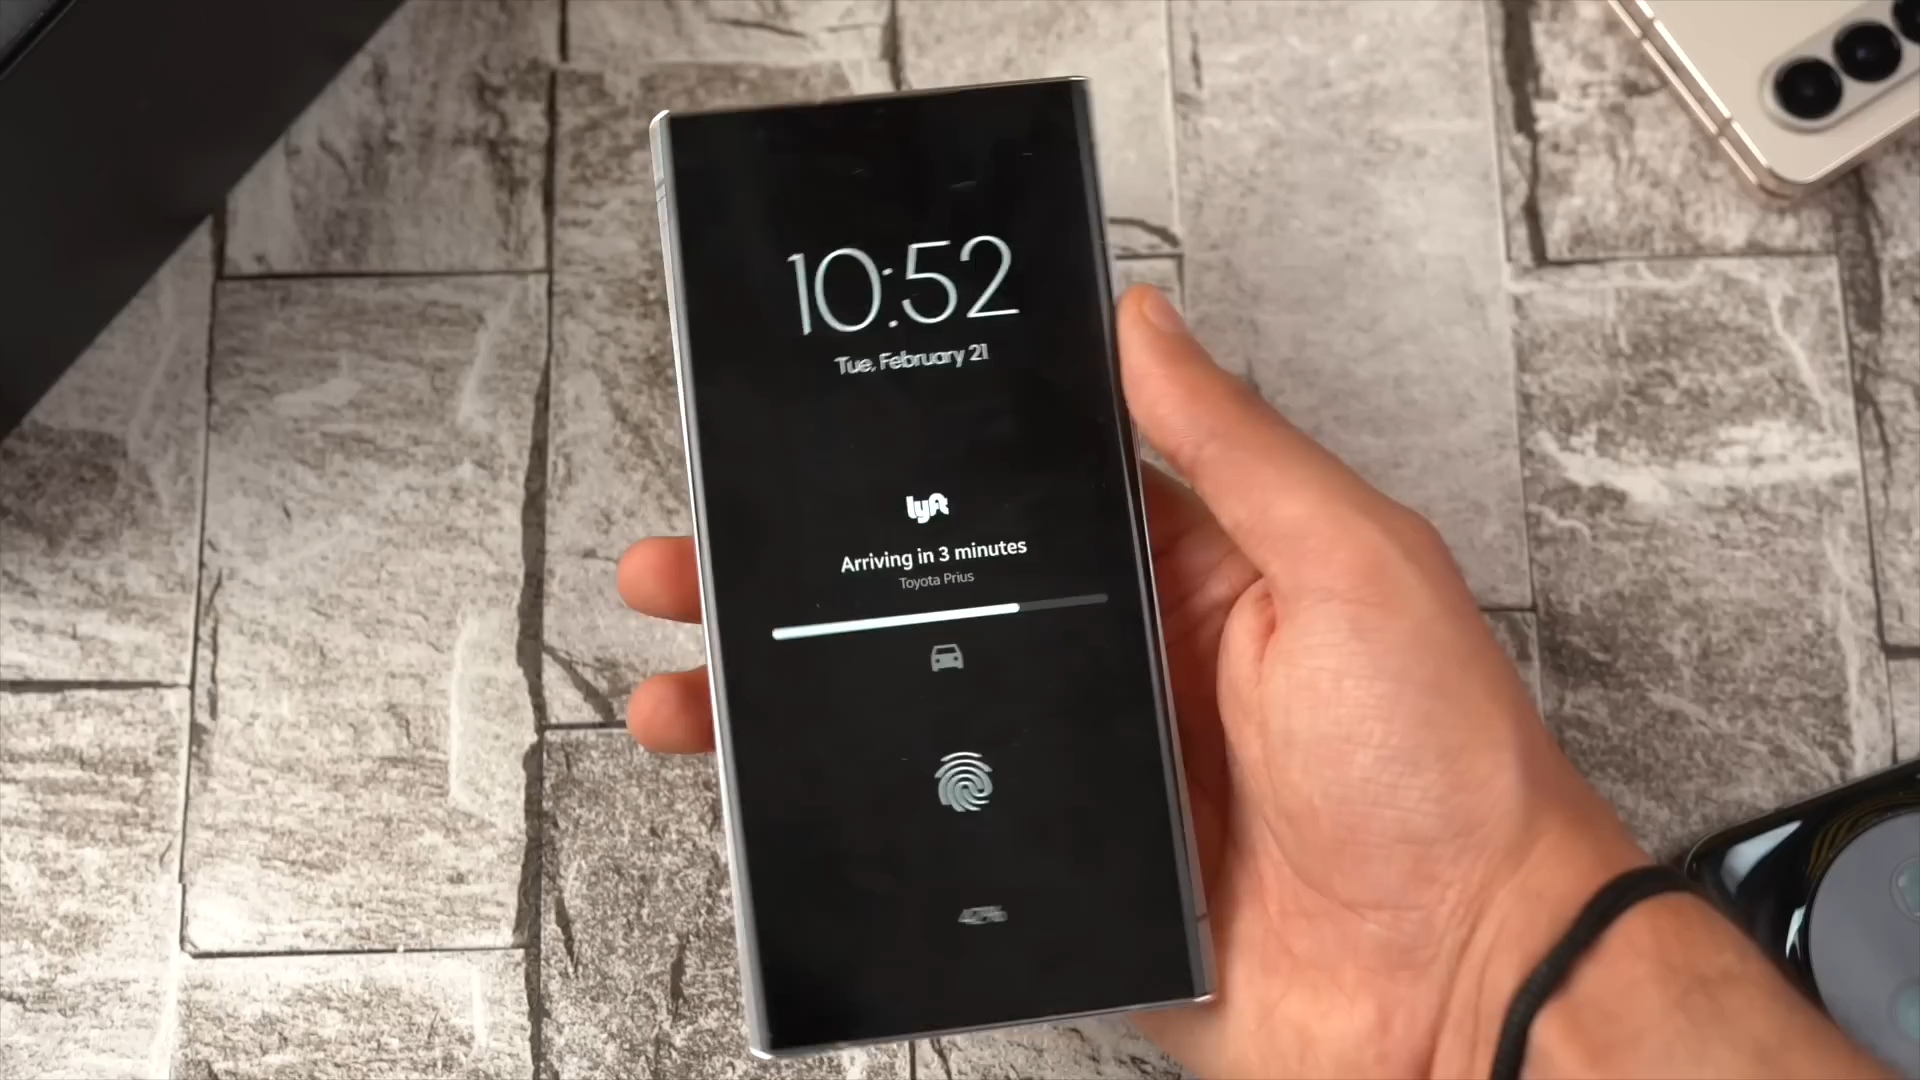 10:52
Tue, February 21
lyft
Arriving in 3 minutes
Toyota Prius